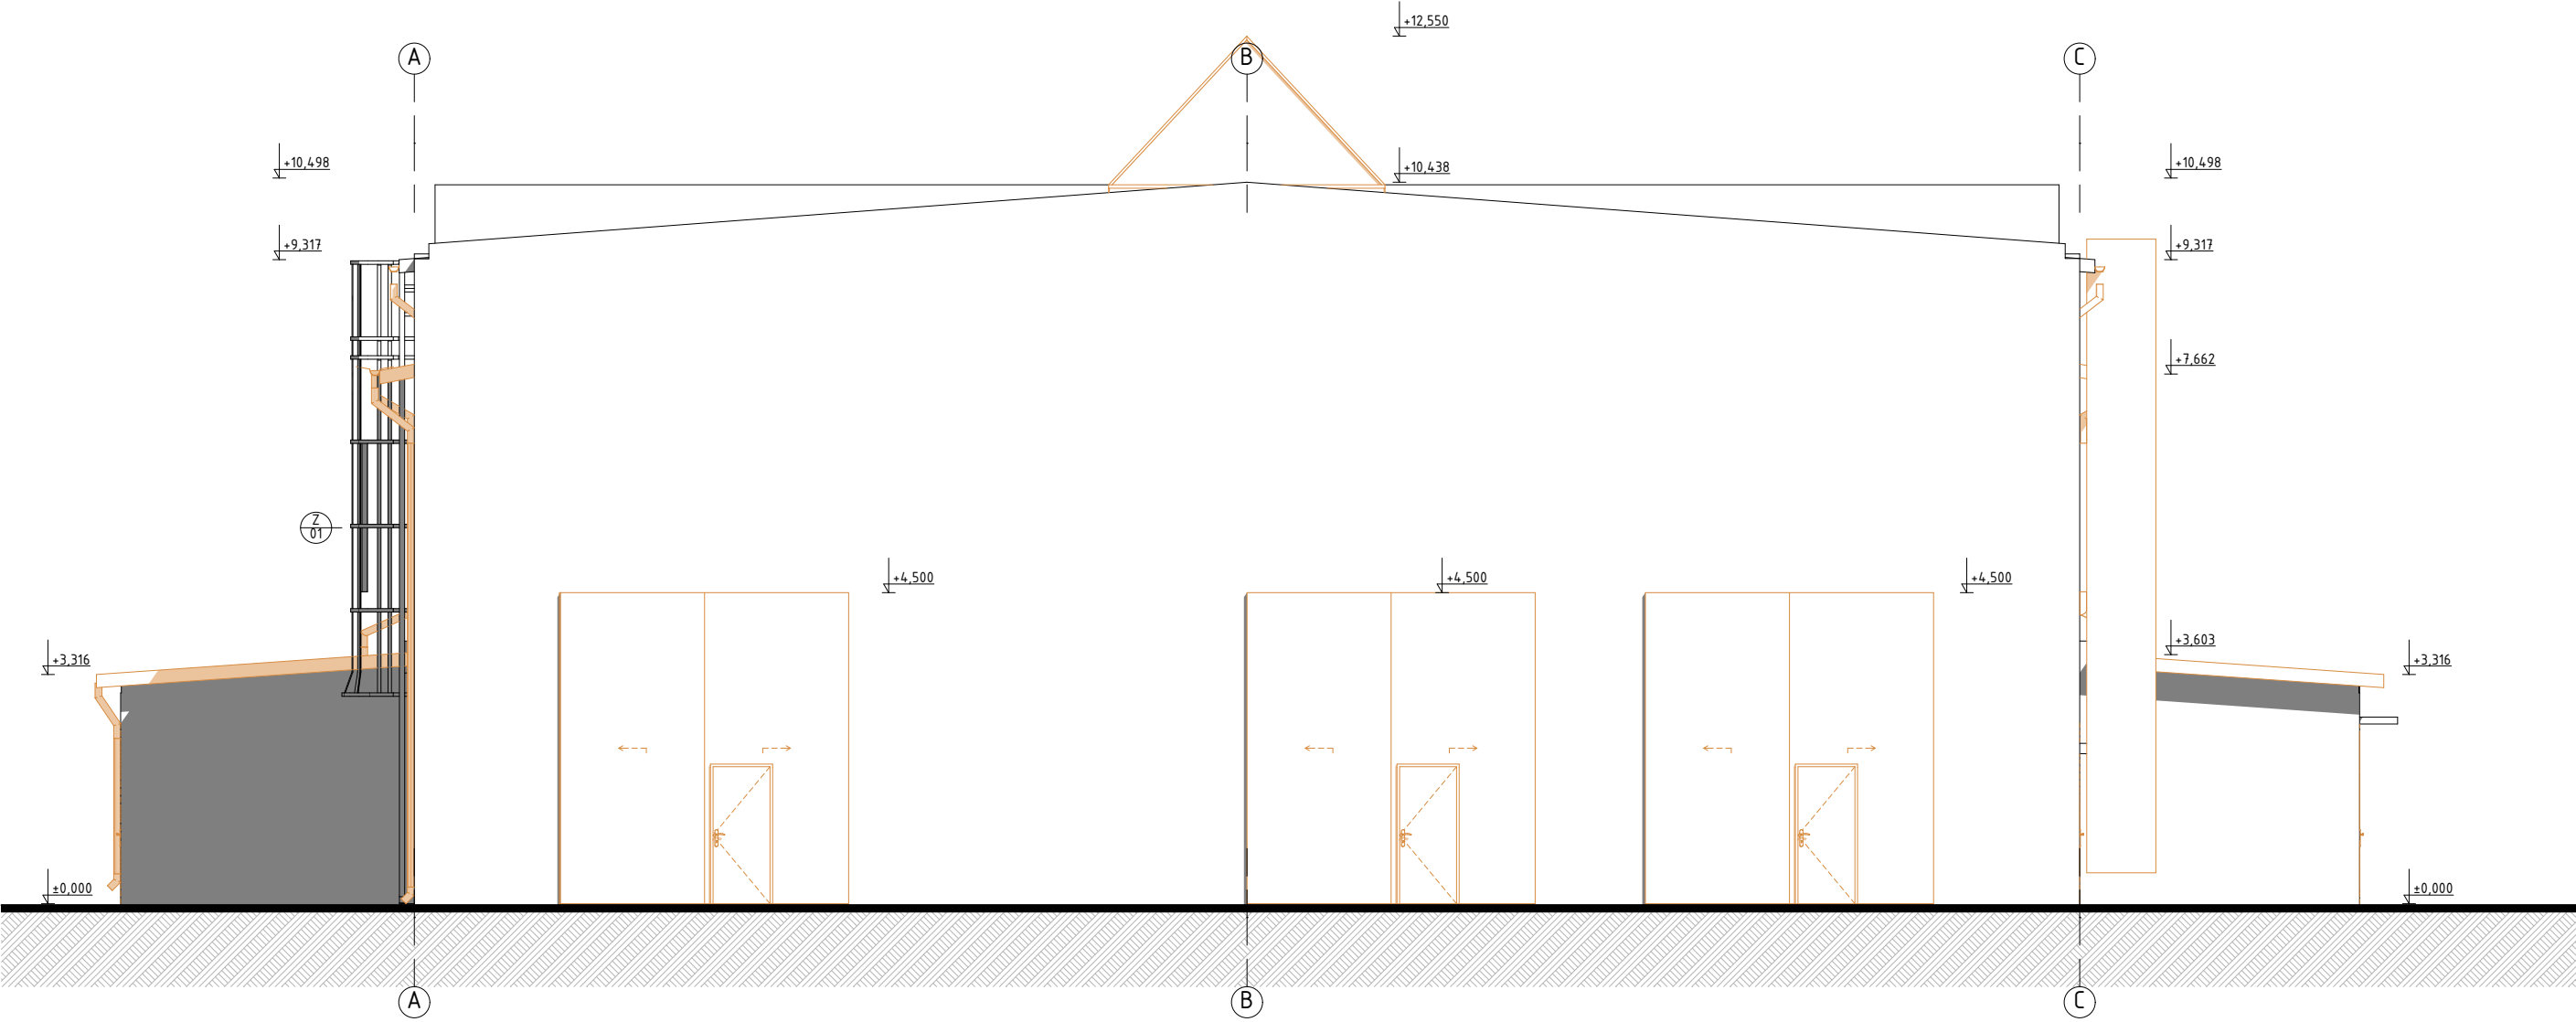 +12,550
A
B
C
+10,498
+10,438
+10,498
+9,317
+9,317
+7,662
Z
01
+4,500
+4,500
+4,500
+3,603
+3,316
+3,316
±0,000
±0,000
A
B
C